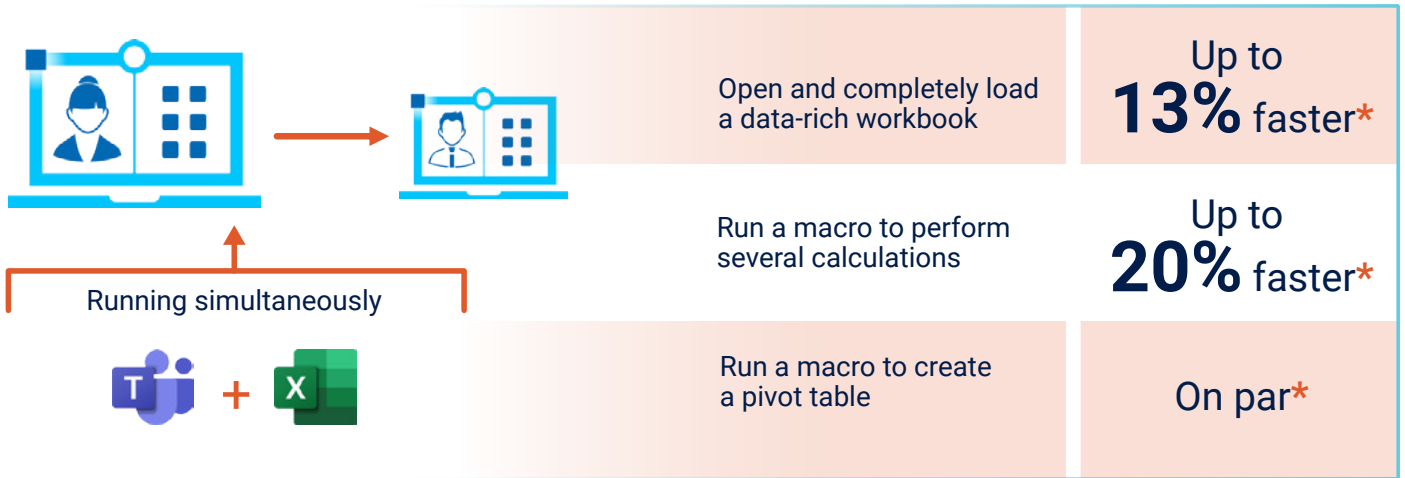 Open and completely load
a data-rich workbook
Up to
13% faster*
Run a macro to perform
several calculations
Up to
20% faster*
Running simultaneously
T + X
Run a macro to create
a pivot table
On par*